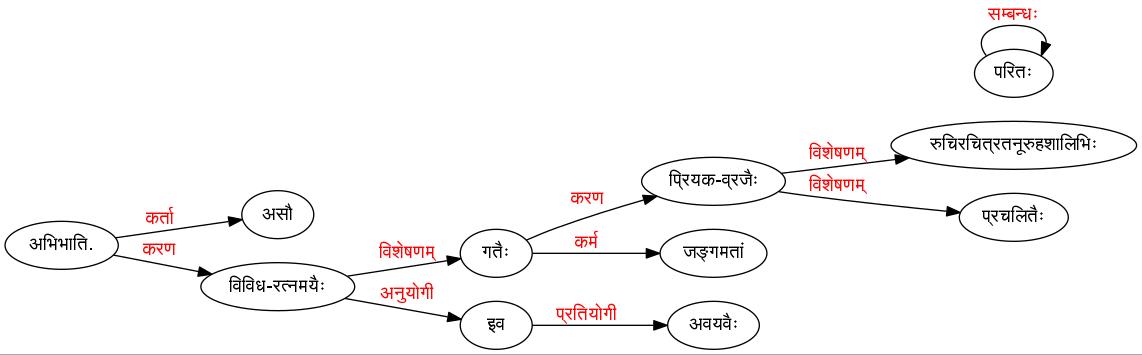 सम्बन्धः
परितः
रुचिरचित्रतनूरुहशालिभिः
विशेषणम्
प्रियक-व्रजैः
विशेषणम्
करण
असौ
कर्ता
प्रचलितैः
अभिभाति.
करण
विशेषणम्
गतैः
कर्म
जङ्गमतां
विविध-रत्नमयैः
अनुयोगी
इव
प्रतियोगी
अवयवैः